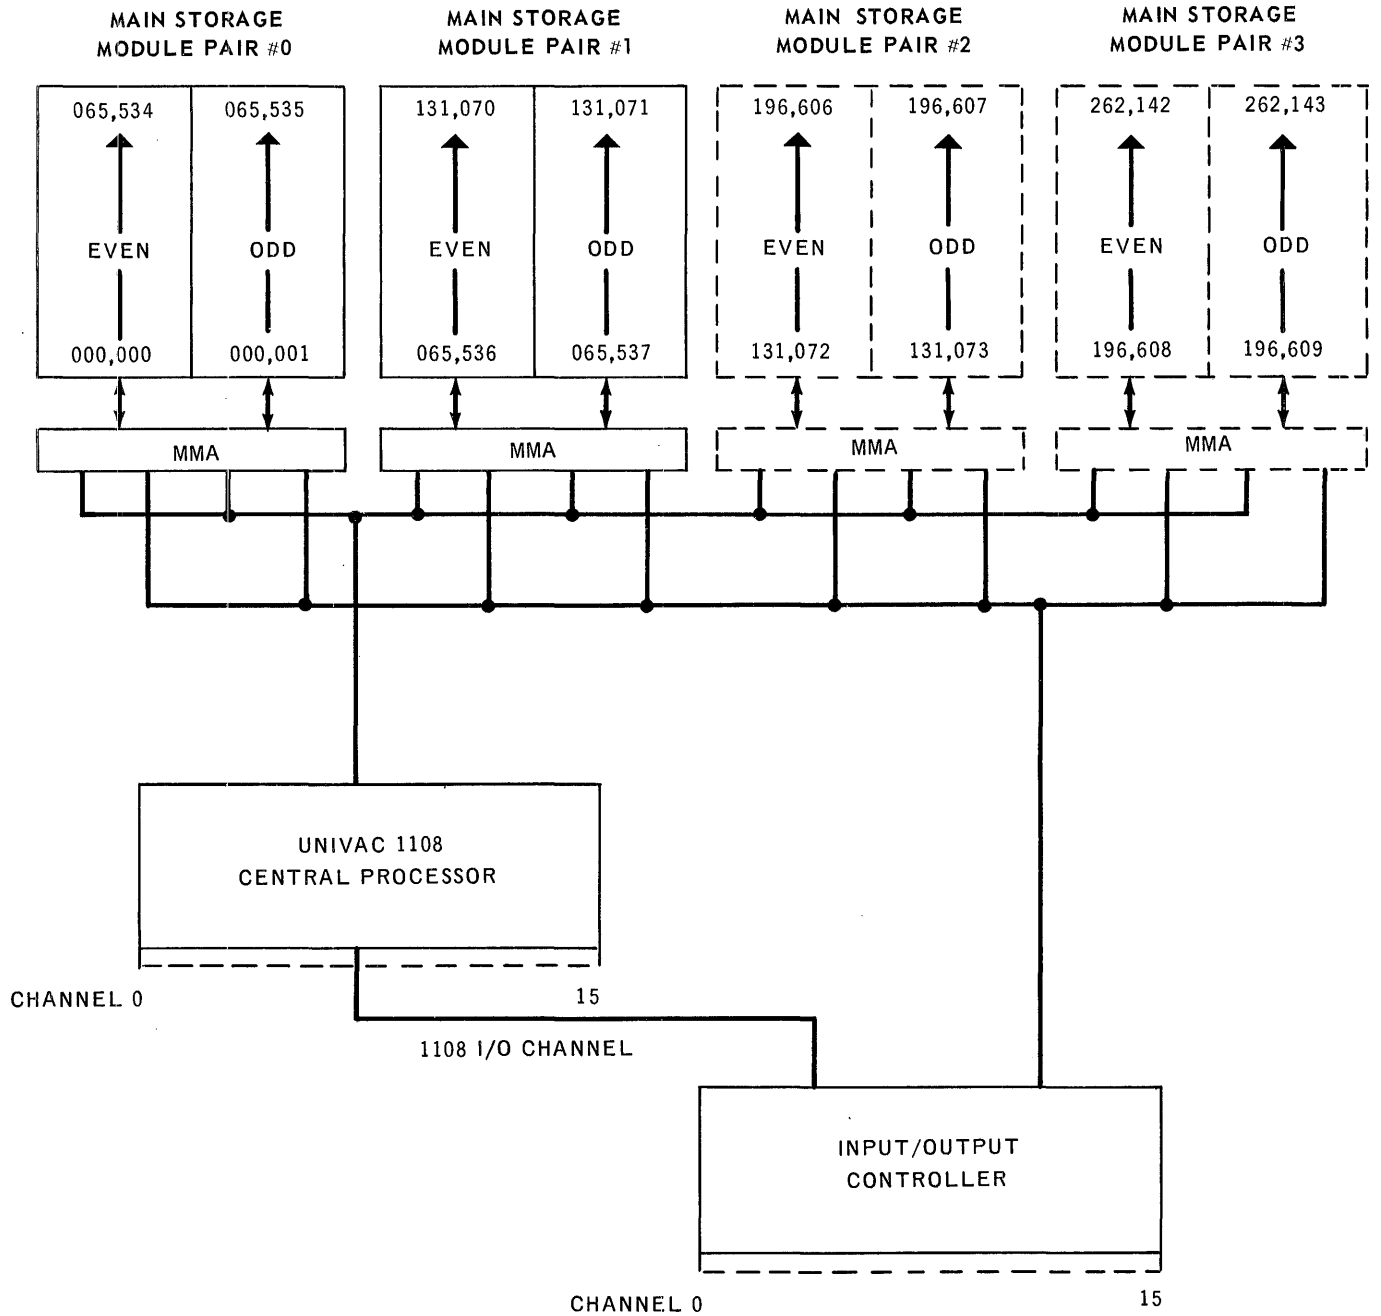 MAIN STORAGE
MODULE PAIR #0
MAIN STORAGE
MODULE PAIR #1
MAIN STORAGE
MODULE PAIR #2
MAIN STORAGE
MODULE PAIR #3
065,534
065,535
131,070
131,071
196,606
196,607
262,142
262,143
EVEN
ODD
EVEN
ODD
EVEN
ODD
EVEN
ODD
000,000
000,001
065,536
065,537
131,072
131,073
196,608
196,609
MMA
MMA
MMA
MMA
UNIVAC 1108
CENTRAL PROCESSOR
CHANNEL 0
15
1108 I/O CHANNEL
INPUT/OUTPUT
CONTROLLER
CHANNEL 0
15